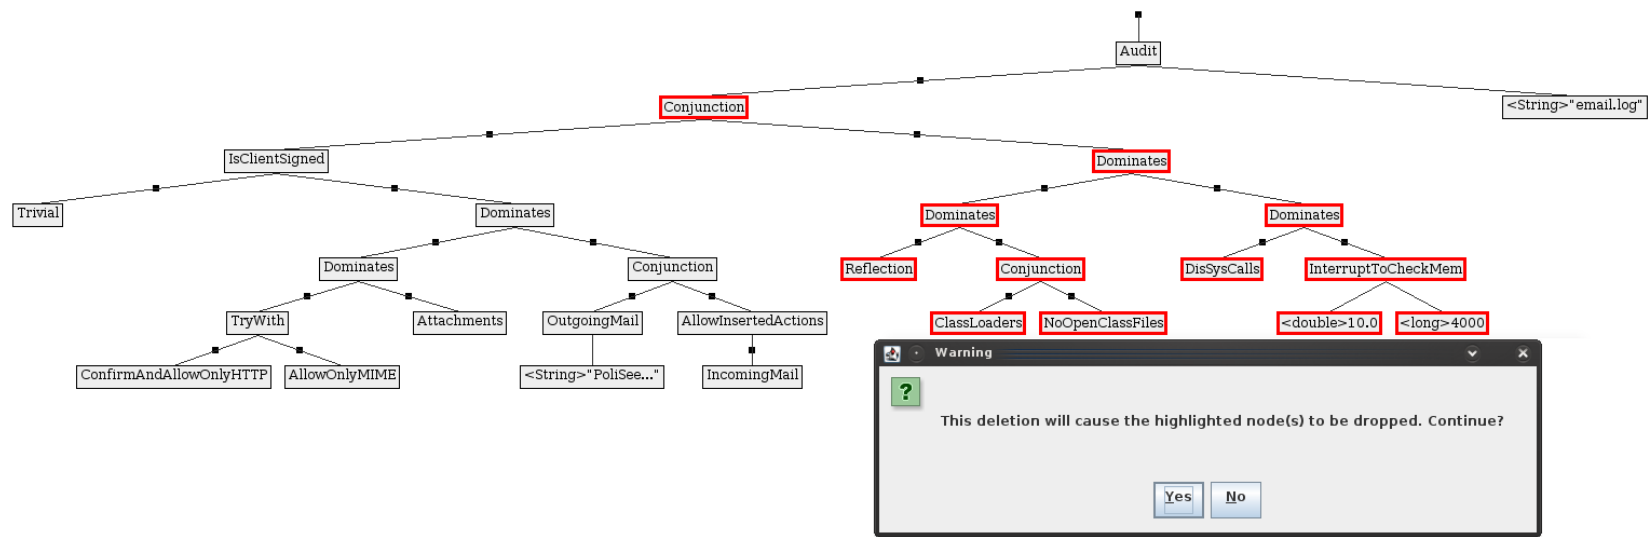 Audit
Conjunction
<String>"email.log"
IsClientSigned
Dominates
Trivial
Dominates
Dominates
Dominates
Dominates
Conjunction
Reflection
Conjunction
DisSysCalls
InterruptToCheckMem
TryWith
Attachments
OutgoingMail
AllowInsertedActions
ClassLoaders
NoOpenClassFiles
<double>10.0
<long>4000
ConfirmAndAllowOnlyHTTP
AllowOnlyMIME
<String>"PoliSee..."
IncomingMail
Warning
This deletion will cause the highlighted node(s) to be dropped. Continue?
Yes
No